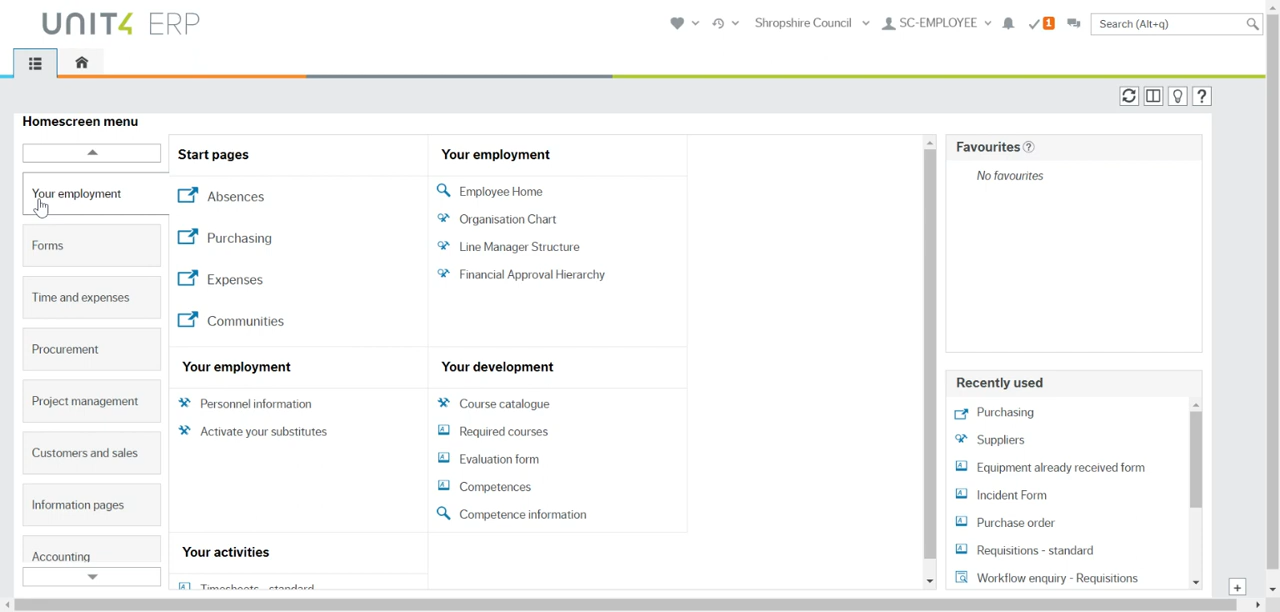 UNIT4 ERP
Shropshire Council
SC-EMPLOYEE
1
Search (Alt+q)
?
Homescreen menu
Your employment
Forms
Time and expenses
Procurement
Project management
Customers and sales
Information pages
Accounting
Start pages
Absences
Purchasing
Expenses
Communities
Your employment
Employee Home
Organisation Chart
Line Manager Structure
Financial Approval Hierarchy
Your employment
Personnel information
Activate your substitutes
Your development
Course catalogue
Required courses
Evaluation form
Competences
Competence information
Your activities
Timesheets - standard
Favourites ?
No favourites
Recently used
Purchasing
Suppliers
Equipment already received form
Incident Form
Purchase order
Requisitions - standard
Workflow enquiry - Requisitions
+